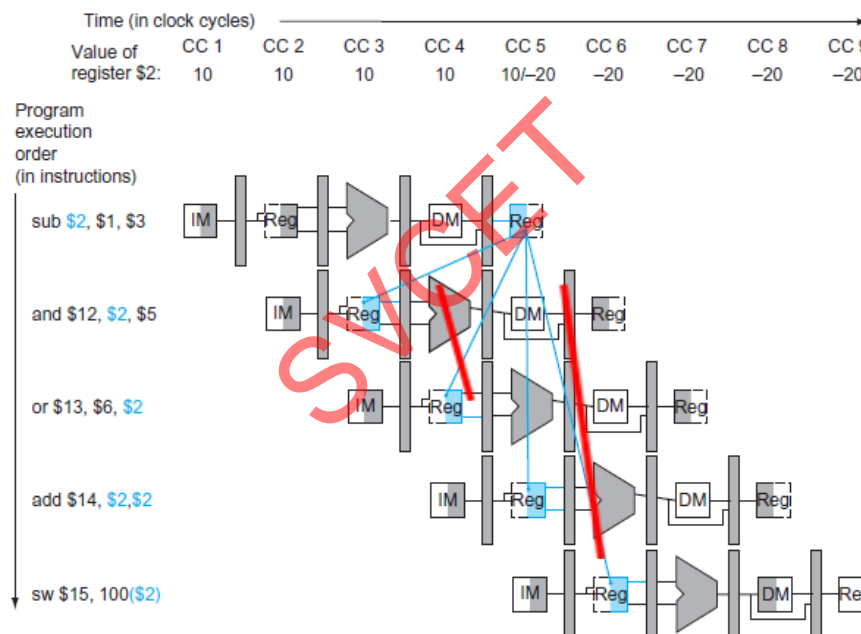 Time (in clock cycles)
Value of register $2:
CC 1 CC 2 CC 3 CC 4 CC 5 CC 6 CC 7 CC 8 CC 9
10 10 10 10 10/–20 –20 –20 –20 –20
Program
execution
order
(in instructions)
sub $2, $1, $3
IM Reg DM Reg
and $12, $2, $5
IM Reg DM Reg
or $13, $6, $2
IM Reg DM Reg
add $14, $2,$2
IM Reg DM Reg
sw $15, 100($2)
IM Reg DM Re
SVCET